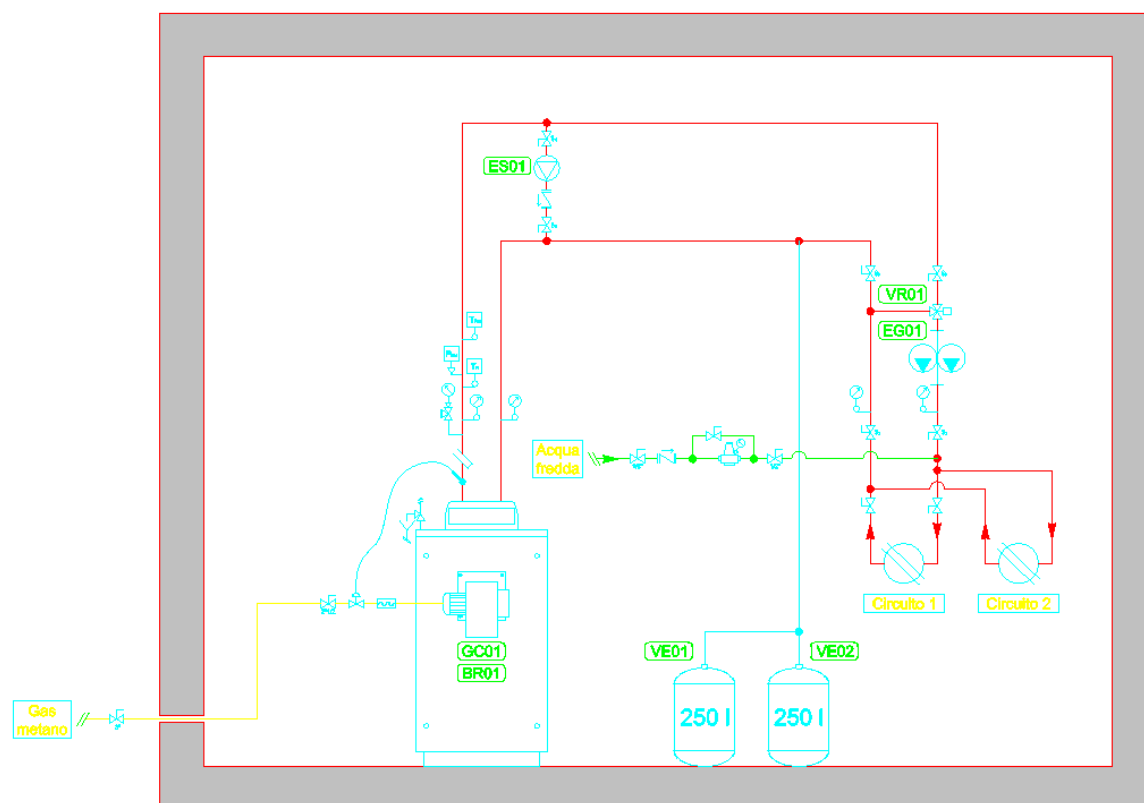 ES01
VR01
EG01
Acqua
fredda
Circuito 1
Circuito 2
GC01
BR01
VE01
VE02
250 l
250 l
Gas
metano